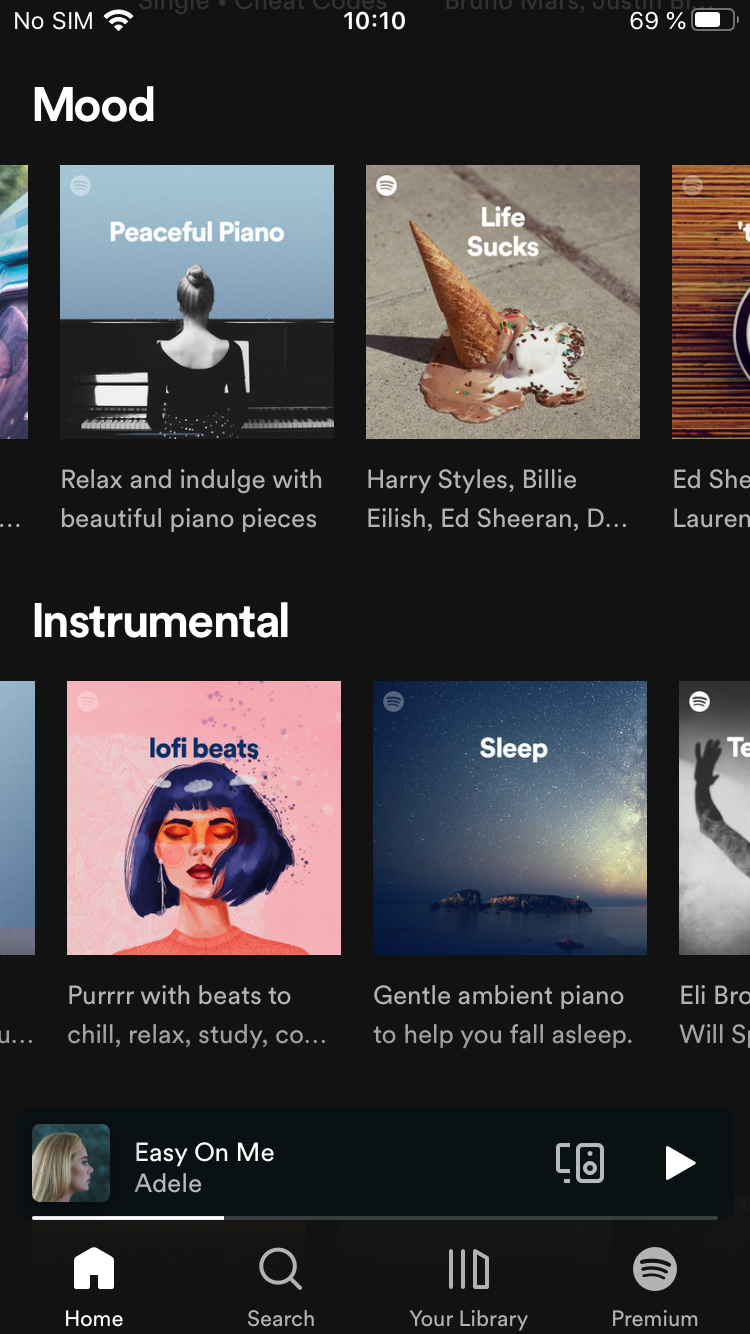 Single • Cheat Codes
Bruno Mars, Justin Bi...
No SIM
10:10
69 %
Mood
Peaceful Piano
Life
Sucks
't
Relax and indulge with
beautiful piano pieces
Harry Styles, Billie
Eilish, Ed Sheeran, D...
Ed She
Lauren
...
Instrumental
lofi beats
Sleep
Te
Purrrr with beats to
chill, relax, study, co...
Gentle ambient piano
to help you fall asleep.
Eli Bro
Will Sp
u...
Easy On Me
Adele
Home
Search
Your Library
Premium